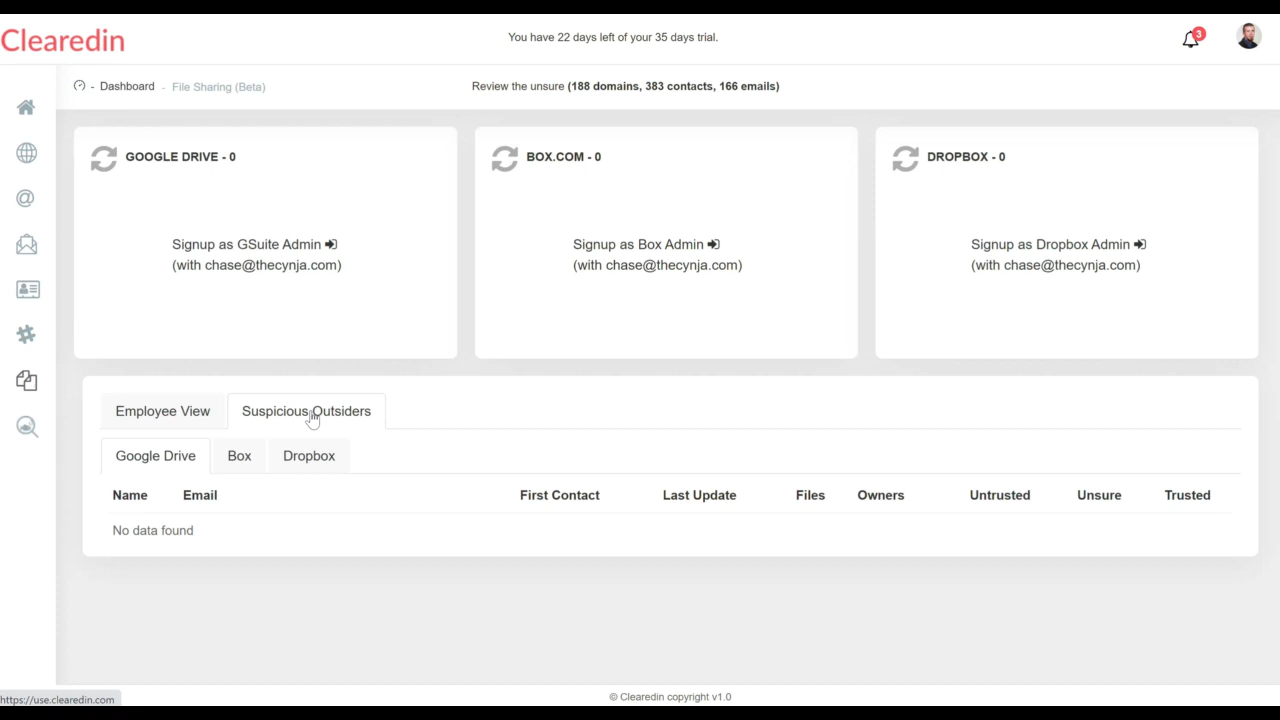 Clearedin
You have 22 days left of your 35 days trial.
3
- Dashboard - File Sharing (Beta)
Review the unsure (188 domains, 383 contacts, 166 emails)
GOOGLE DRIVE - 0
Signup as GSuite Admin
(with chase@thecynja.com)
BOX.COM - 0
Signup as Box Admin
(with chase@thecynja.com)
DROPBOX - 0
Signup as Dropbox Admin
(with chase@thecynja.com)
Employee View Suspicious Outsiders
Google Drive Box Dropbox
Name Email First Contact Last Update Files Owners Untrusted Unsure Trusted
No data found
https://use.clearedin.com
© Clearedin copyright v1.0